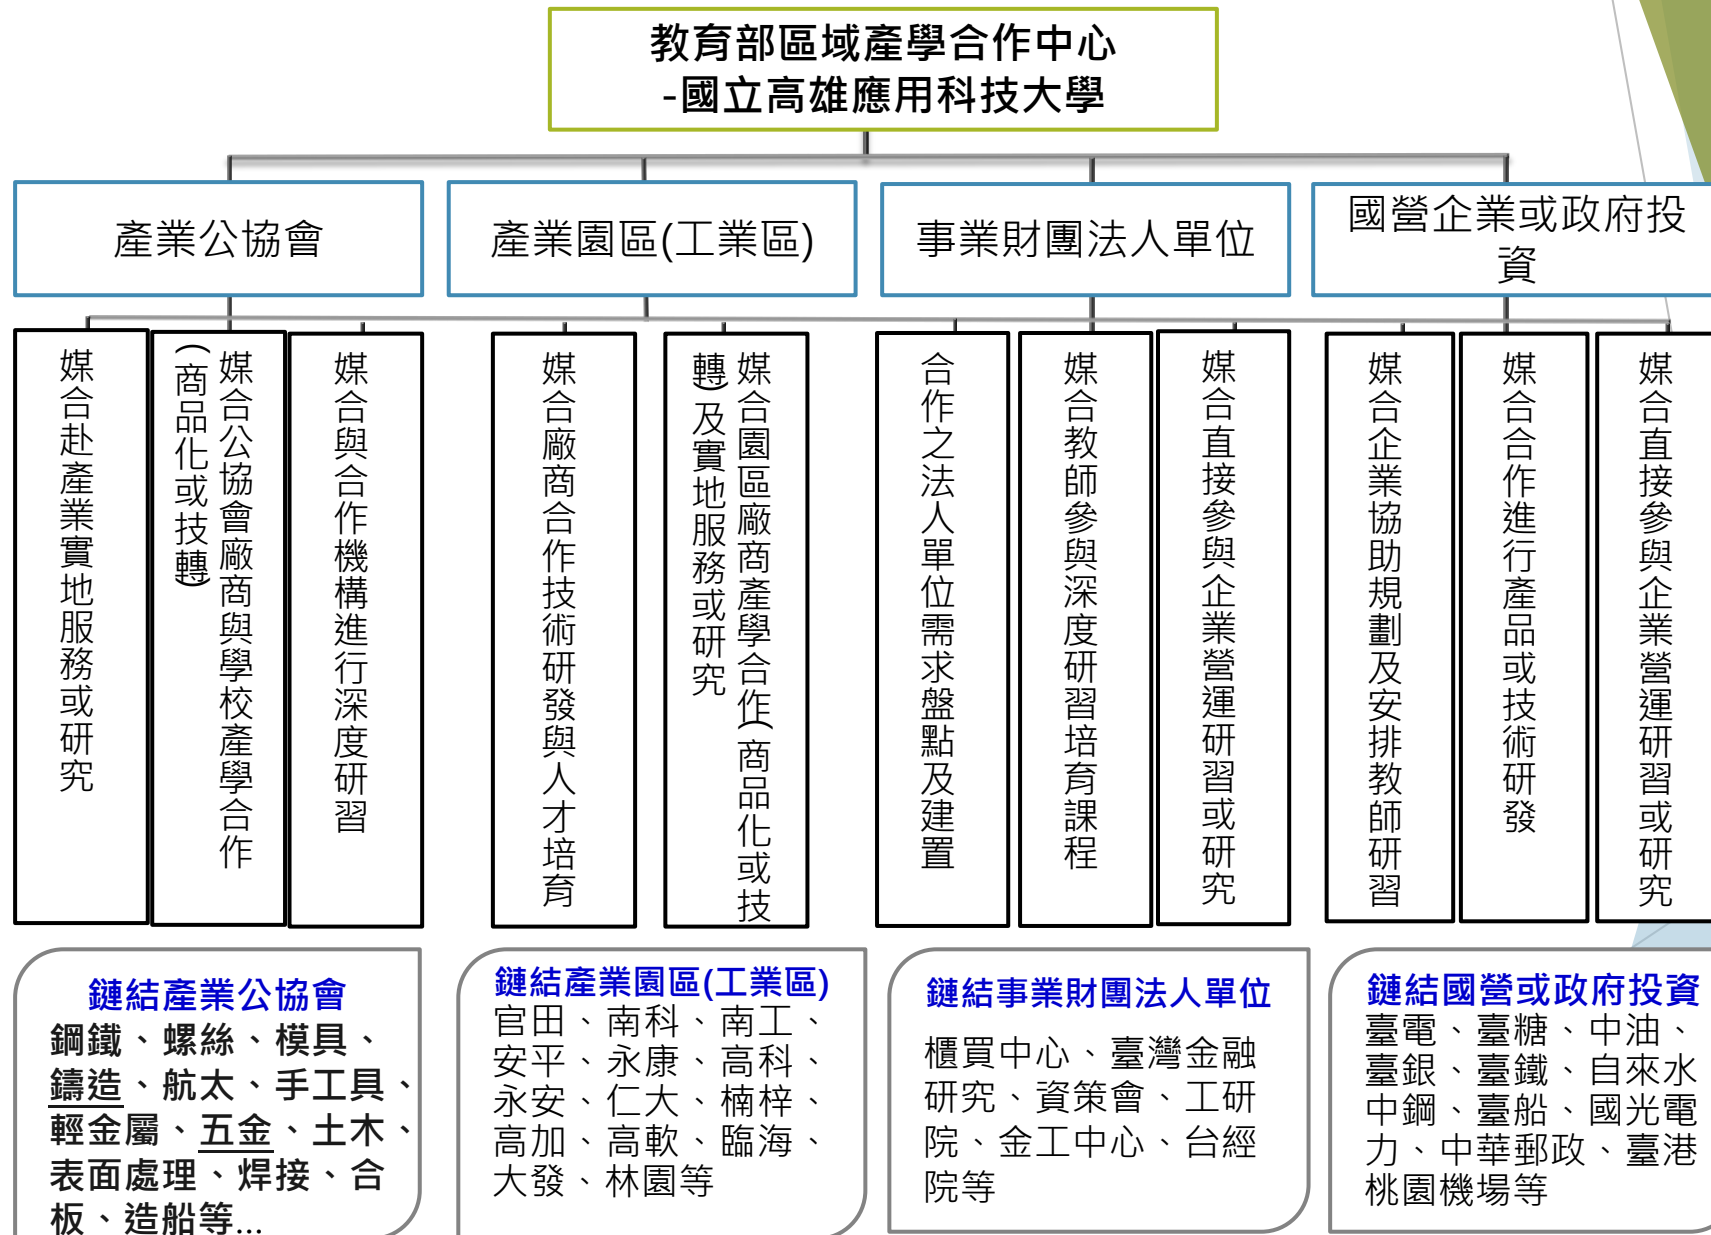 教育部區域產學合作中心
-國立高雄應用科技大學
產業公協會
產業園區(工業區)
事業財團法人單位
國營企業或政府投
資
媒合赴產業實地服務或研究
媒合公協會廠商與學校產學合作
(商品化或技轉)
媒合與合作機構進行深度研習
媒合廠商合作技術研發與人才培育
媒合園區廠商產學合作(商品化或技
轉)及實地服務或研究
合作之法人單位需求盤點及建置
媒合教師參與深度研習培育課程
媒合直接參與企業營運研習或研究
媒合企業協助規劃及安排教師研習
媒合合作進行產品或技術研發
媒合直接參與企業營運研習或研究
鏈結產業公協會
鋼鐵、螺絲、模具、
鑄造、航太、手工具、
輕金屬、五金、土木、
表面處理、焊接、合
板、造船等...
鏈結產業園區(工業區)
官田、南科、南工、
安平、永康、高科、
永安、仁大、楠梓、
高加、高軟、臨海、
大發、林園等
鏈結事業財團法人單位
櫃買中心、臺灣金融
研究、資策會、工研
院、金工中心、台經
院等
鏈結國營或政府投資
臺電、臺糖、中油、
臺銀、臺鐵、自來水
中鋼、臺船、國光電
力、中華郵政、臺港
桃園機場等